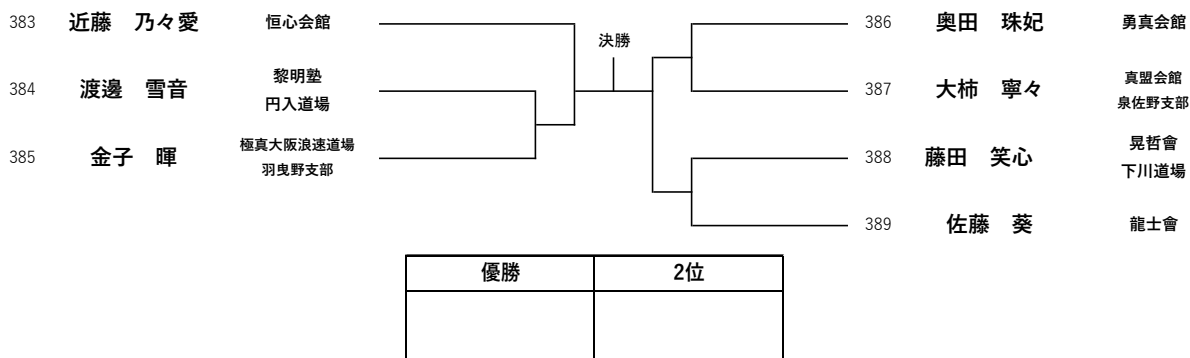 383 近藤 乃々愛 恒心会館
384 渡邊 雪音 黎明塾
円入道場
385 金子 暉 極真大阪浪速道場
羽曳野支部
決勝
386 奥田 珠妃 勇真会館
387 大柿 寧々 真盟会館
泉佐野支部
388 藤田 笑心 晃哲會
下川道場
389 佐藤 葵 龍士會
優勝 2位